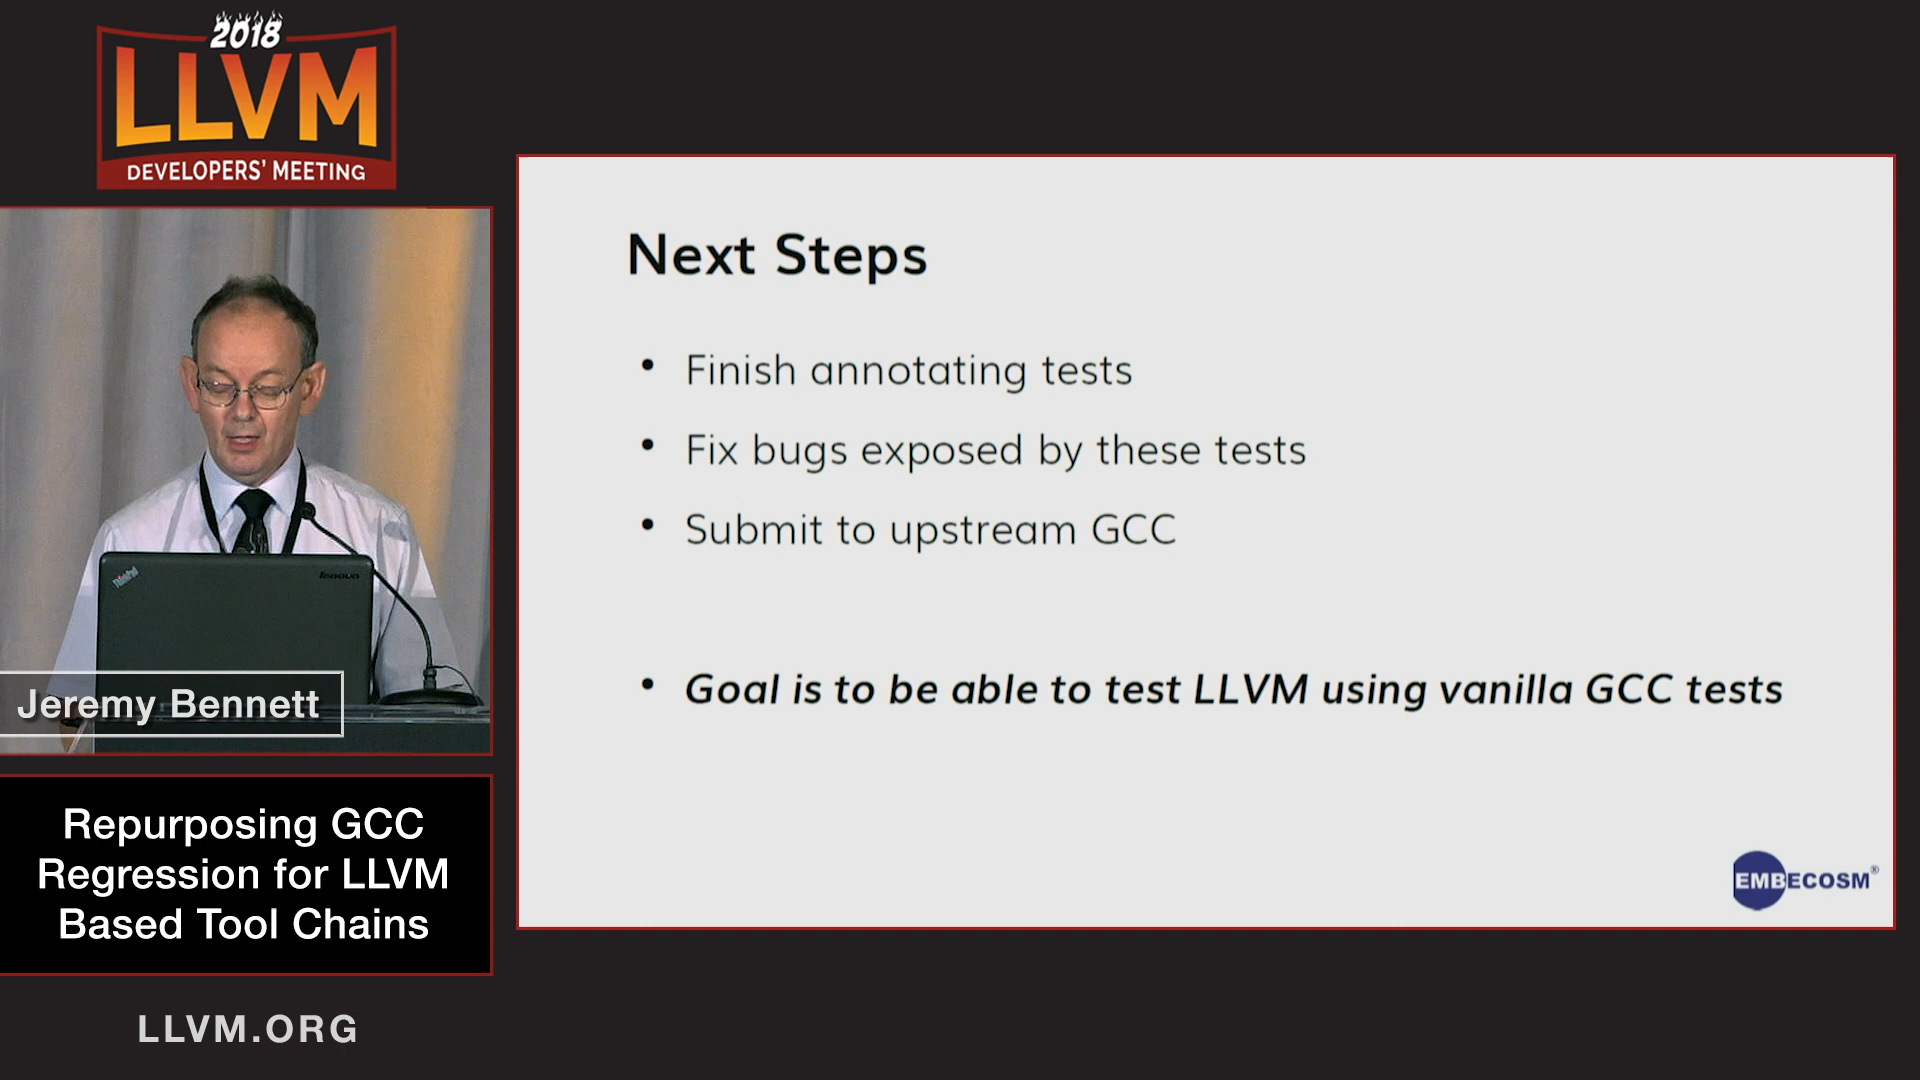 2018
LLVM
DEVELOPERS' MEETING
ThinkPad
lenovo
Jeremy Bennett
Repurposing GCC
Regression for LLVM
Based Tool Chains
LLVM.ORG
Next Steps
• Finish annotating tests
• Fix bugs exposed by these tests
• Submit to upstream GCC
• Goal is to be able to test LLVM using vanilla GCC tests
EMBECOSM®